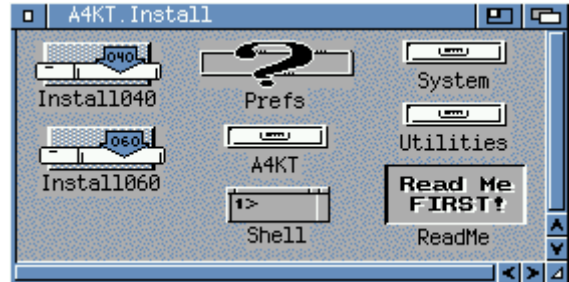 A4KT.Install
040
Install040
Prefs
System
060
Install060
A4KT
Utilities
1>
Shell
Read Me
FIRST!
ReadMe